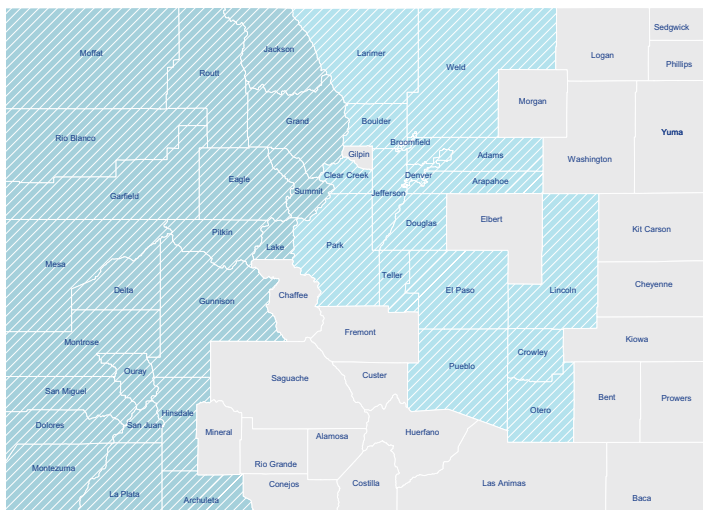 Sedgwick
Jackson
Moffat
Larimer
Logan
Phillips
Weld
Routt
Morgan
Grand
Boulder
Yuma
Rio Blanco
Broomfield
Gilpin
Adams
Washington
Clear Creek
Denver
Eagle
Arapahoe
Summit
Jefferson
Garfield
Elbert
Douglas
Kit Carson
Pitkin
Park
Lake
Mesa
Teller
Cheyenne
Delta
El Paso
Lincoln
Chaffee
Gunnison
Fremont
Kiowa
Montrose
Crowley
Pueblo
Ouray
Custer
Saguache
San Miguel
Bent
Prowers
Otero
Hinsdale
Dolores
San Juan
Mineral
Huerfano
Alamosa
Rio Grande
Montezuma
Conejos
Costilla
Las Animas
La Plata
Archuleta
Baca